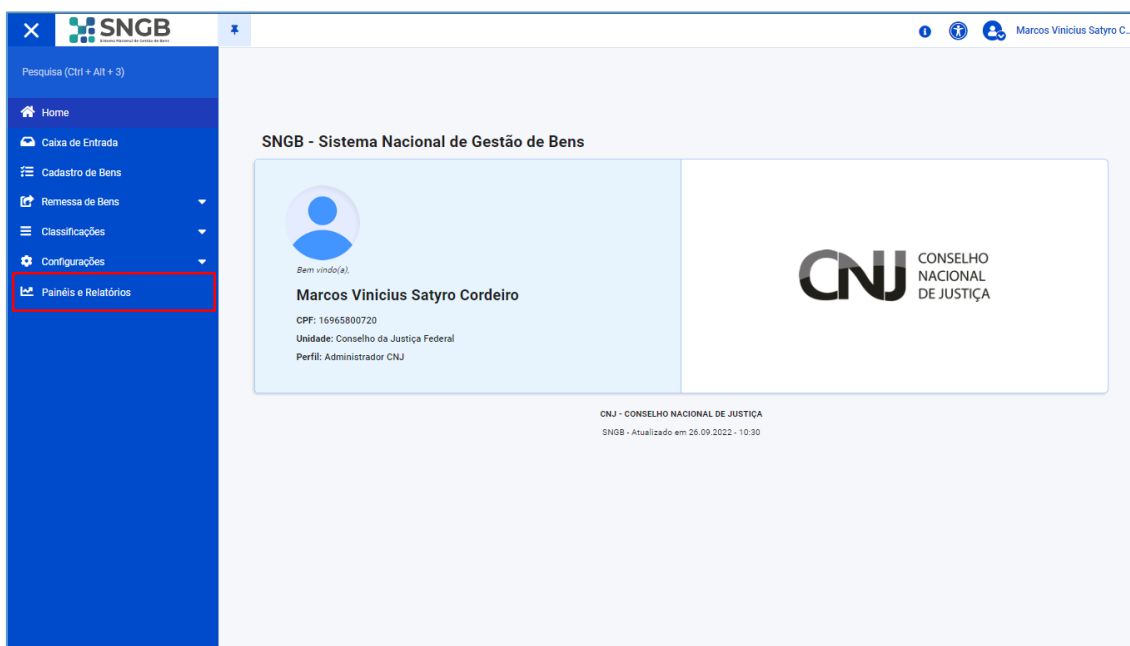 SNGB
Sistema Nacional de Gestão de Bens
Marcos Vinicius Satyro C...
Pesquisa (Ctrl + Alt + 3)
Home
Caixa de Entrada
Cadastro de Bens
Remessa de Bens
Classificações
Configurações
Painéis e Relatórios
SNGB - Sistema Nacional de Gestão de Bens
Bem vindo(a),
Marcos Vinicius Satyro Cordeiro
CPF: 16965800720
Unidade: Conselho da Justiça Federal
Perfil: Administrador CNJ
CNJ
CONSELHO
NACIONAL
DE JUSTIÇA
CNJ - CONSELHO NACIONAL DE JUSTIÇA
SNGB - Atualizado em 26.09.2022 - 10:30